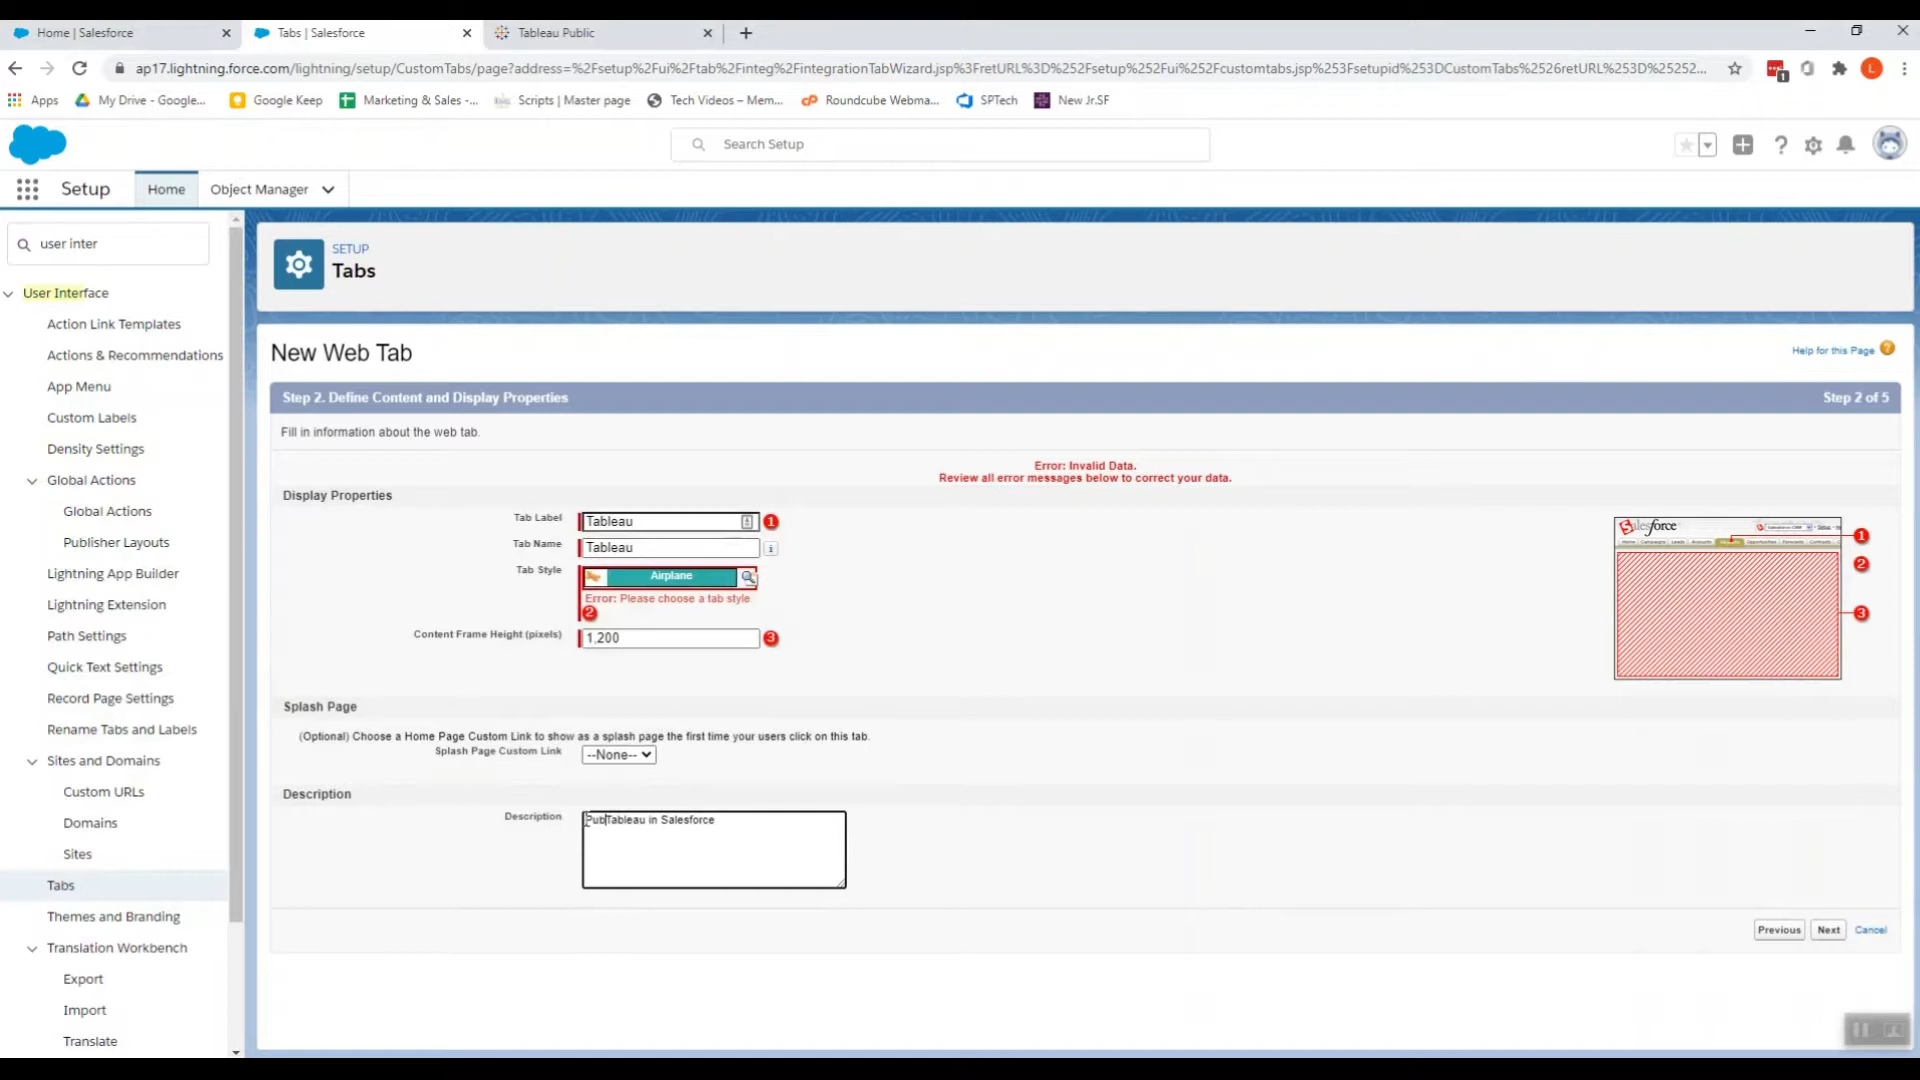 Home | Salesforce
Tabs | Salesforce
Tableau Public
ap17.lightning.force.com/lightning/setup/CustomTabs/page?address=%2Fsetup%2Fui%2Ftab%2Finteg%2FintegrationTabWizard.jsp%3FretURL%3D%252Fsetup%252Fui%252Fcustomtabs.jsp%253Fsetupid%253DCustomTabs%2526retURL%253D%25252...
1
L
Apps
My Drive - Google...
Google Keep
Marketing & Sales -...
Scripts | Master page
Tech Videos – Mem...
Roundcube Webma...
SPTech
New Jr.SF
Search Setup
Setup
Home
Object Manager
user inter
SETUP
Tabs
User Interface
Action Link Templates
Actions & Recommendations
App Menu
Custom Labels
Density Settings
Global Actions
Global Actions
Publisher Layouts
Lightning App Builder
Lightning Extension
Path Settings
Quick Text Settings
Record Page Settings
Rename Tabs and Labels
Sites and Domains
Custom URLs
Domains
Sites
Tabs
Themes and Branding
Translation Workbench
Export
Import
Translate
New Web Tab
Help for this Page
Step 2. Define Content and Display Properties
Step 2 of 5
Fill in information about the web tab.
Error: Invalid Data.
Review all error messages below to correct your data.
Display Properties
Tab Label
Tableau
1
Tab Name
Tableau
Tab Style
Airplane
Error: Please choose a tab style
2
Content Frame Height (pixels)
1,200
3
salesforce
1
2
3
Splash Page
(Optional) Choose a Home Page Custom Link to show as a splash page the first time your users click on this tab.
Splash Page Custom Link
--None--
Description
Description
PubTableau in Salesforce
Previous
Next
Cancel